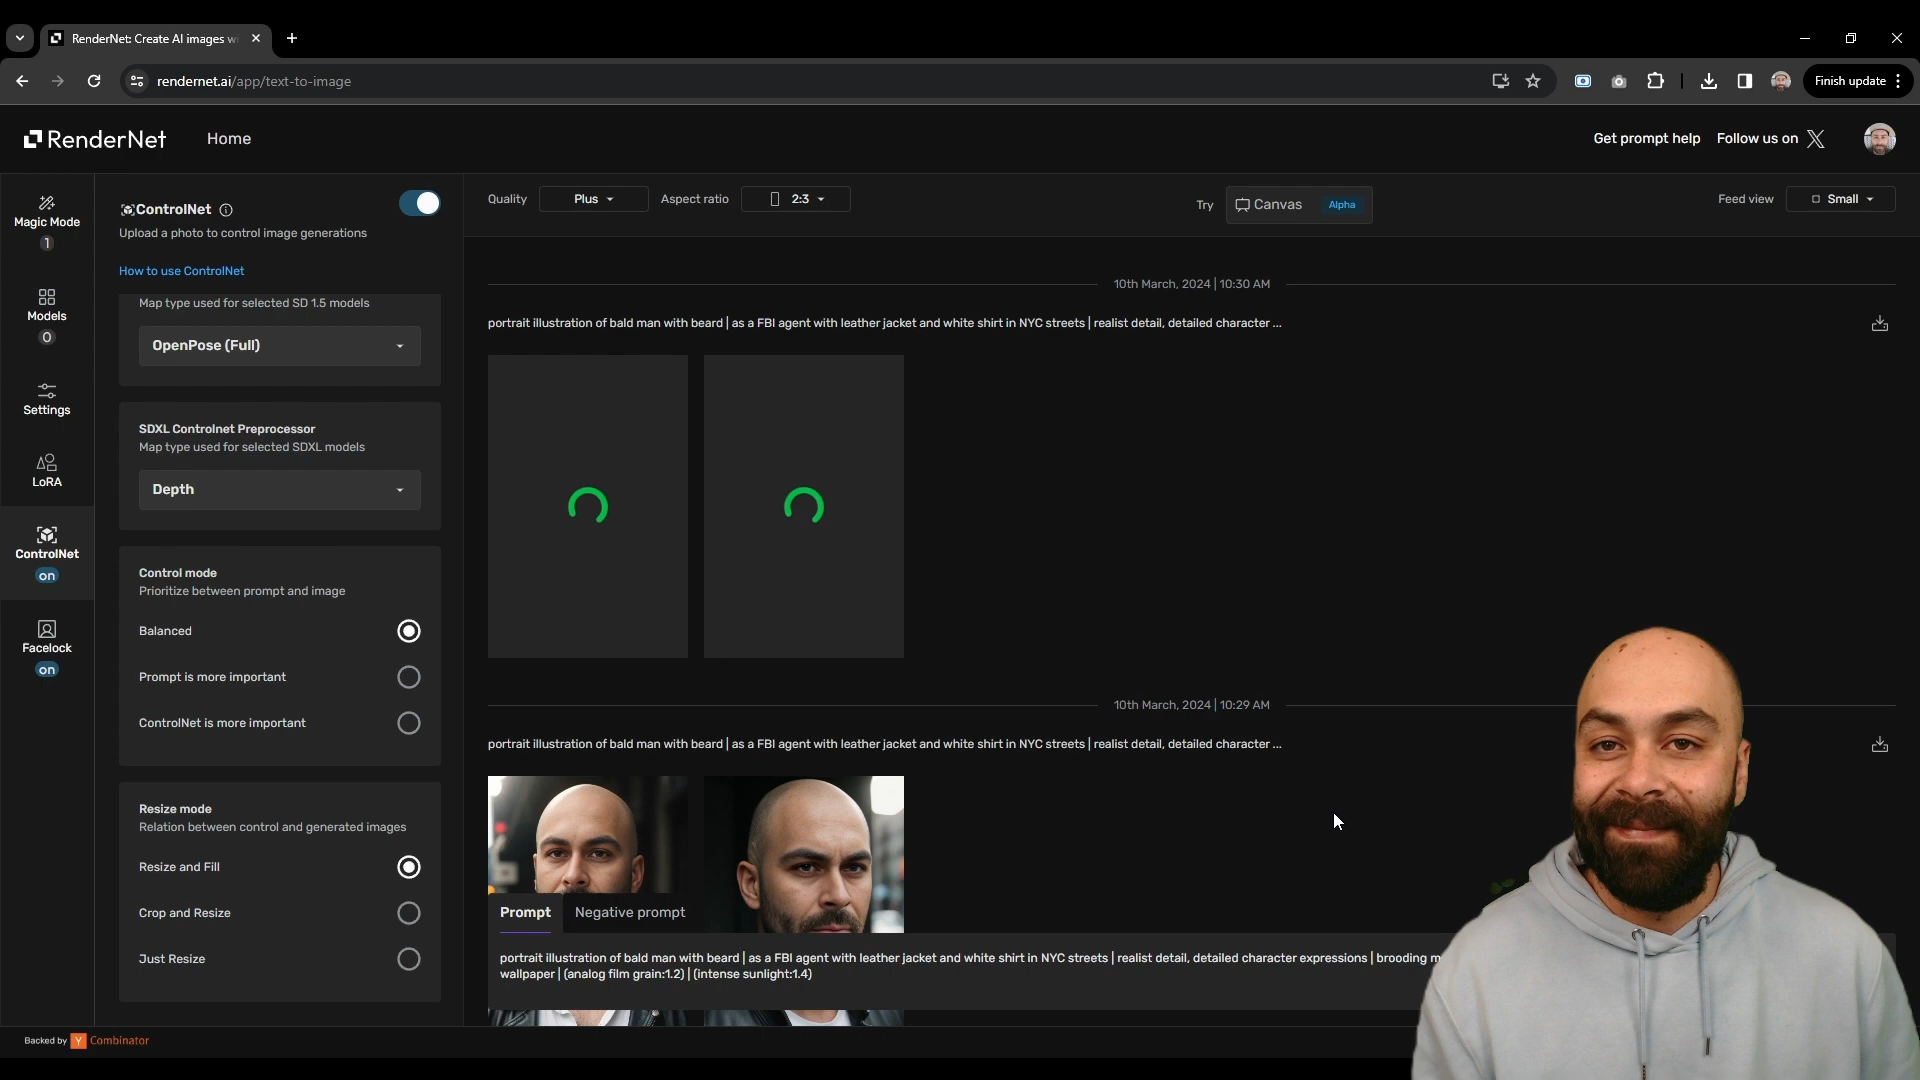 RenderNet: Create AI images w
rendernet.ai/app/text-to-image
Finish update
RenderNet
Home
Get prompt help
Follow us on X
Magic Mode
1
Models
0
Settings
LoRA
ControlNet
on
Facelock
on
ControlNet
Upload a photo to control image generations
How to use ControlNet
Map type used for selected SD 1.5 models
OpenPose (Full)
SDXL Controlnet Preprocessor
Map type used for selected SDXL models
Depth
Control mode
Prioritize between prompt and image
Balanced
Prompt is more important
ControlNet is more important
Resize mode
Relation between control and generated images
Resize and Fill
Crop and Resize
Just Resize
Quality
Plus
Aspect ratio
2:3
Try
Canvas
Alpha
Feed view
Small
10th March, 2024 | 10:30 AM
portrait illustration of bald man with beard | as a FBI agent with leather jacket and white shirt in NYC streets | realist detail, detailed character ...
10th March, 2024 | 10:29 AM
portrait illustration of bald man with beard | as a FBI agent with leather jacket and white shirt in NYC streets | realist detail, detailed character ...
Prompt
Negative prompt
portrait illustration of bald man with beard | as a FBI agent with leather jacket and white shirt in NYC streets | realist detail, detailed character expressions | brooding
wallpaper | (analog film grain:1.2) | (intense sunlight:1.4)
Backed by Y Combinator